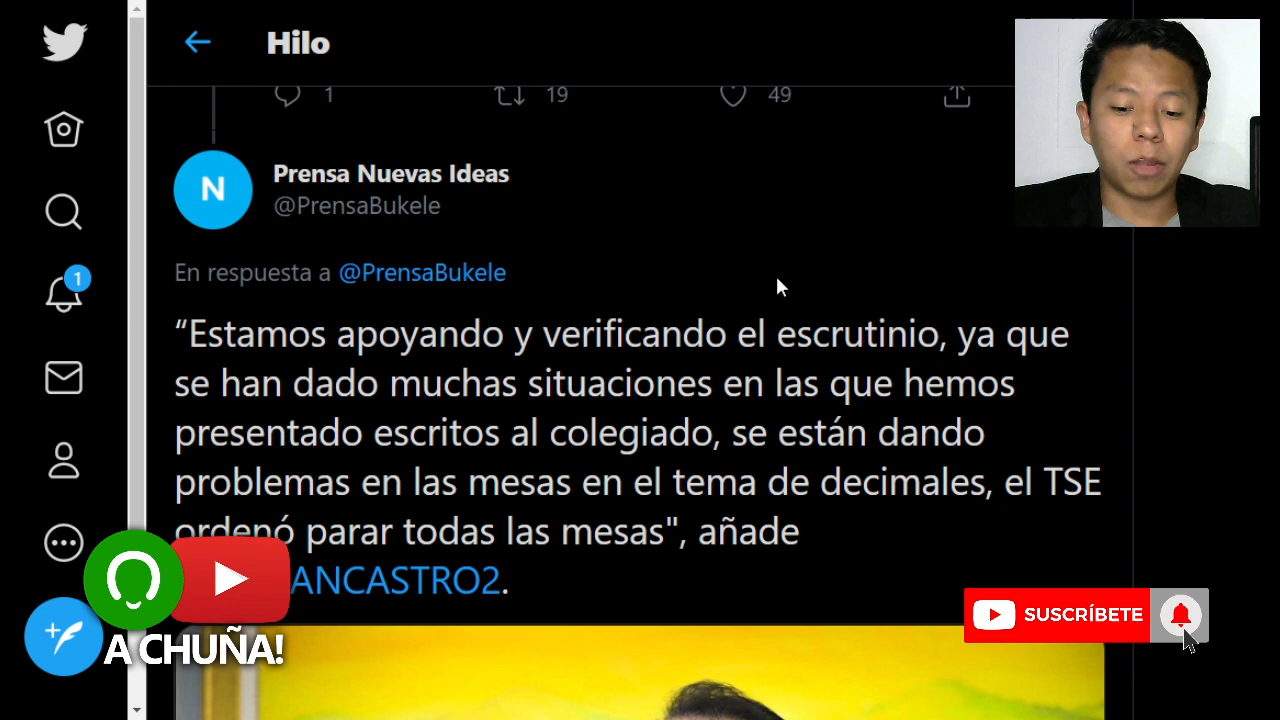 Hilo
1 19 49
N
Prensa Nuevas Ideas
@PrensaBukele
En respuesta a @PrensaBukele
1
“Estamos apoyando y verificando el escrutinio, ya que
se han dado muchas situaciones en las que hemos
presentado escritos al colegiado, se están dando
problemas en las mesas en el tema de decimales, el TSE
ordenó parar todas las mesas", añade
ANCASTRO2.
SUSCRÍBETE
A CHUÑA!